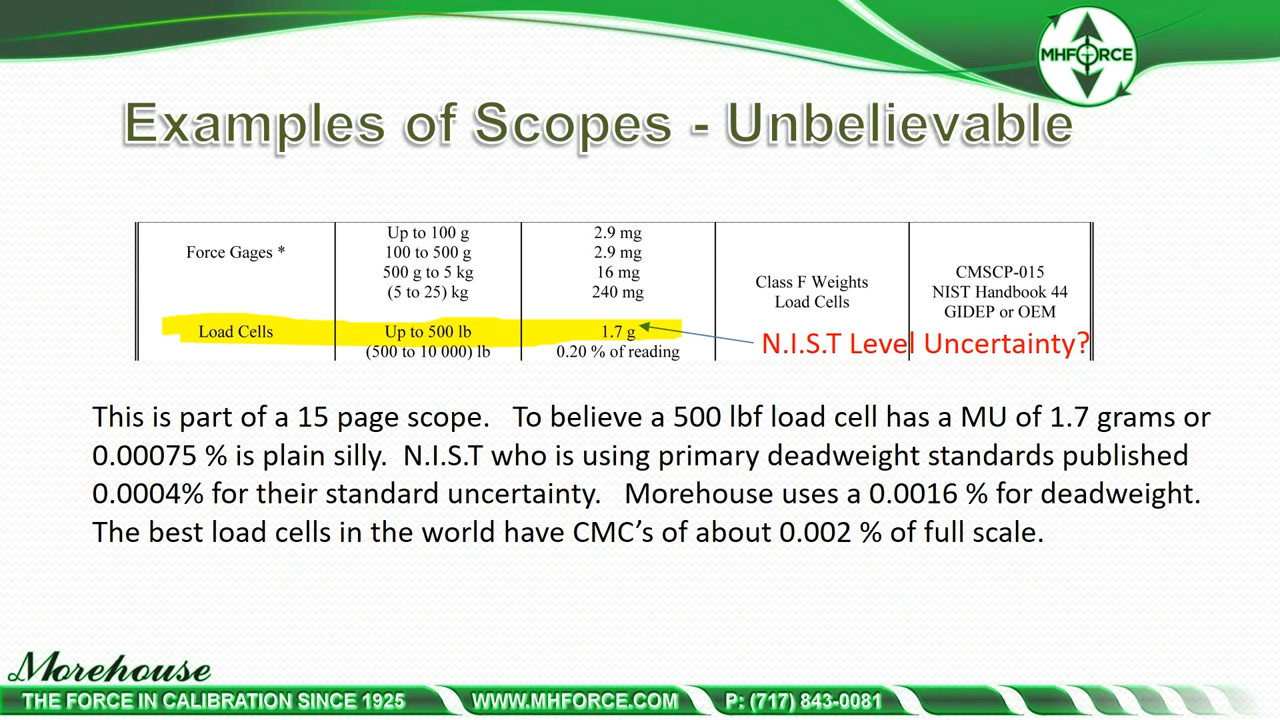 MHFORCE
Examples of Scopes - Unbelievable
Force Gages *
Up to 100 g
100 to 500 g
500 g to 5 kg
(5 to 25) kg
2.9 mg
2.9 mg
16 mg
240 mg
Class F Weights
Load Cells
CMSCP-015
NIST Handbook 44
GIDEP or OEM
Load Cells
Up to 500 lb
(500 to 10 000) lb
1.7 g
0.20 % of reading
N.I.S.T Level Uncertainty?
This is part of a 15 page scope. To believe a 500 lbf load cell has a MU of 1.7 grams or
0.00075 % is plain silly. N.I.S.T who is using primary deadweight standards published
0.0004% for their standard uncertainty. Morehouse uses a 0.0016 % for deadweight.
The best load cells in the world have CMC’s of about 0.002 % of full scale.
Morehouse
THE FORCE IN CALIBRATION SINCE 1925
WWW.MHFORCE.COM
P: (717) 843-0081